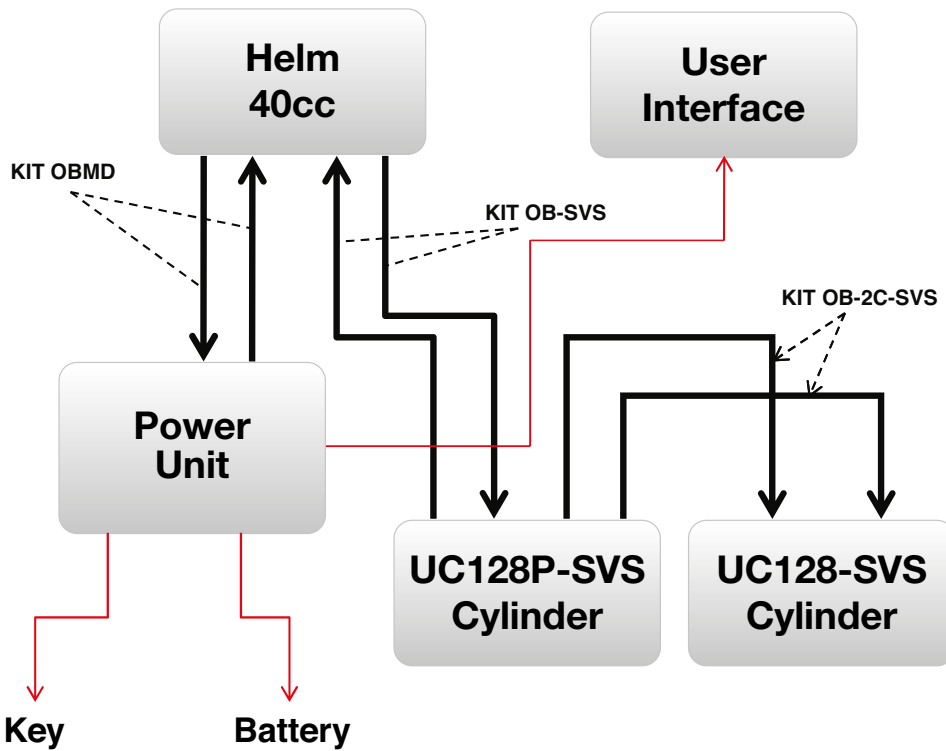 Helm
40cc
User
Interface
KIT OBMD
KIT OB-SVS
KIT OB-2C-SVS
Power
Unit
UC128P-SVS
Cylinder
UC128-SVS
Cylinder
Key
Battery